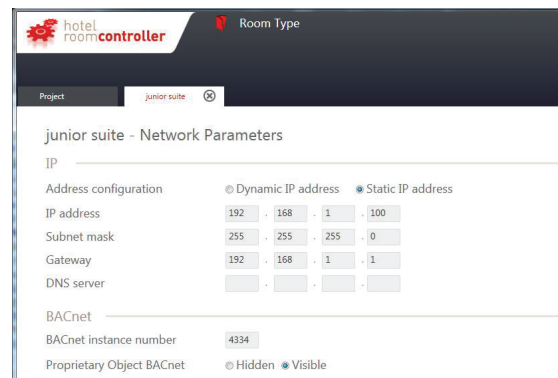 hotel
roomcontroller
Room Type
Project
junior suite
junior suite - Network Parameters
IP
Address configuration Dynamic IP address Static IP address
IP address 192 . 168 . 1 . 100
Subnet mask 255 . 255 . 255 . 0
Gateway 192 . 168 . 1 . 1
DNS server . . .
BACnet
BACnet instance number 4334
Proprietary Object BACnet Hidden Visible